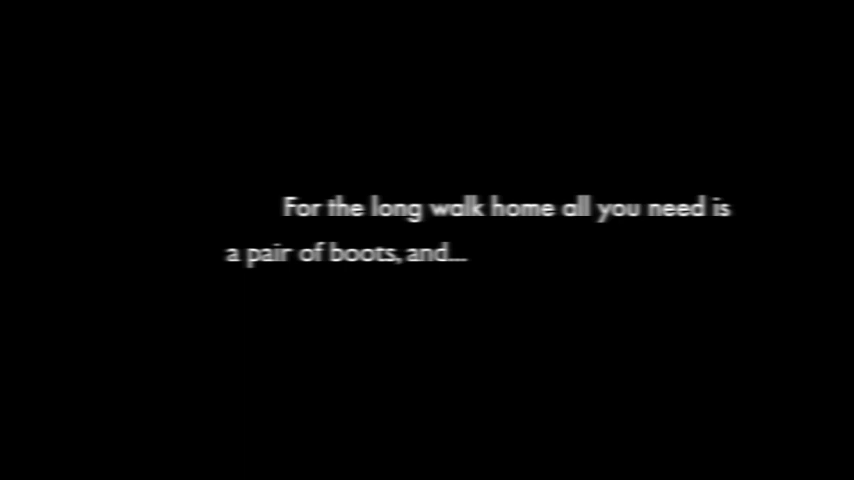 For the long walk home all you need is
a pair of boots, and...